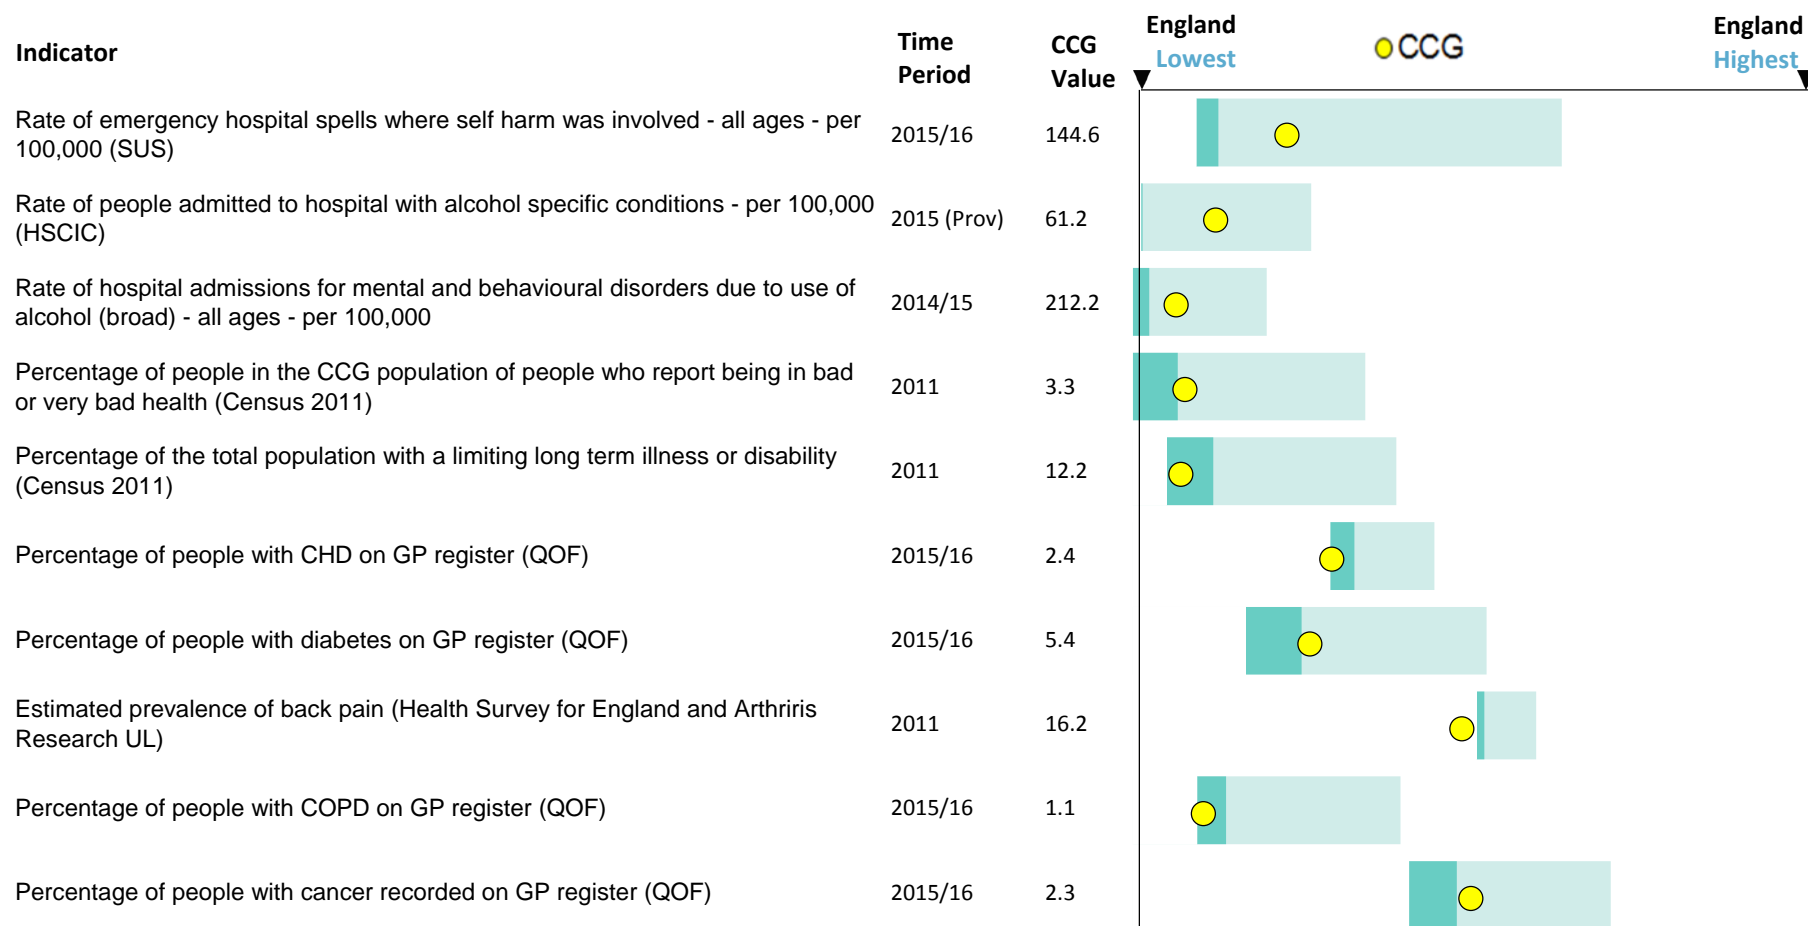 Indicator
Time
Period
CCG
Value
England
Lowest
CCG
England
Highest
Rate of emergency hospital spells where self harm was involved - all ages - per
100,000 (SUS)
2015/16
144.6
Rate of people admitted to hospital with alcohol specific conditions - per 100,000
(HSCIC)
2015 (Prov)
61.2
Rate of hospital admissions for mental and behavioural disorders due to use of
alcohol (broad) - all ages - per 100,000
2014/15
212.2
Percentage of people in the CCG population of people who report being in bad
or very bad health (Census 2011)
2011
3.3
Percentage of the total population with a limiting long term illness or disability
(Census 2011)
2011
12.2
Percentage of people with CHD on GP register (QOF)
2015/16
2.4
Percentage of people with diabetes on GP register (QOF)
2015/16
5.4
Estimated prevalence of back pain (Health Survey for England and Arthriris
Research UL)
2011
16.2
Percentage of people with COPD on GP register (QOF)
2015/16
1.1
Percentage of people with cancer recorded on GP register (QOF)
2015/16
2.3